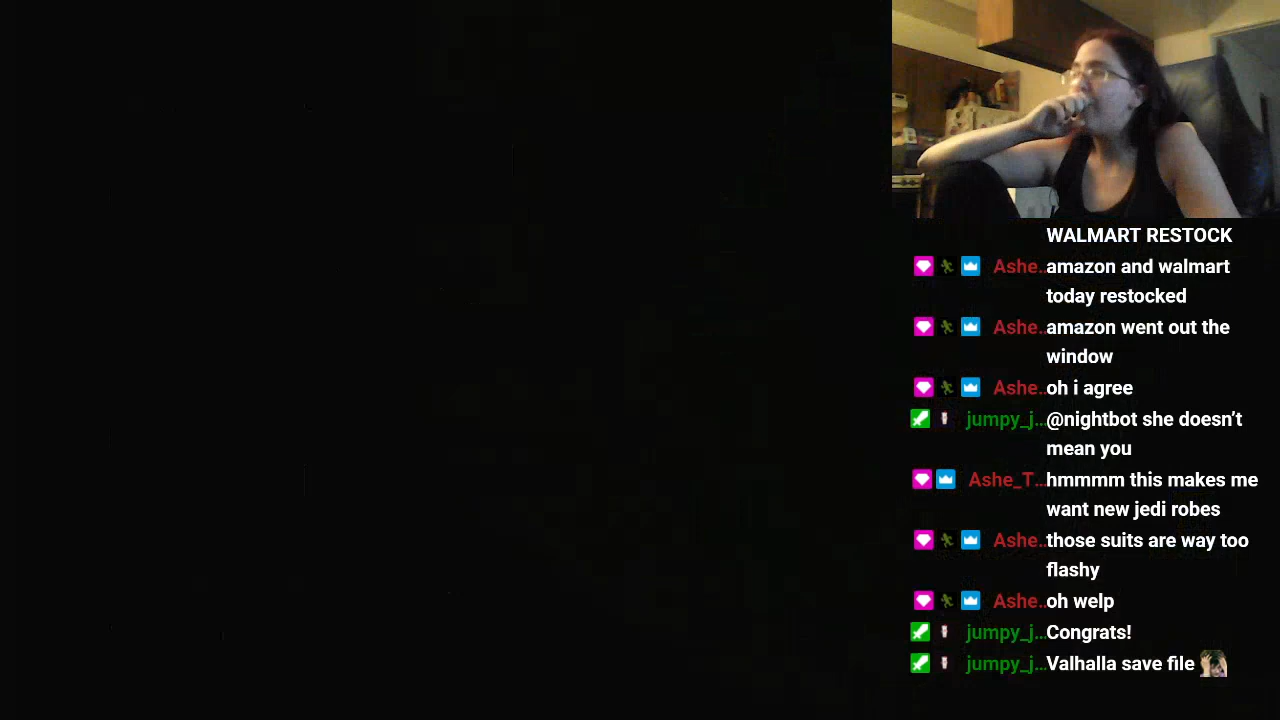 WALMART RESTOCK
Ashe.. amazon and walmart
today restocked
Ashe.. amazon went out the
window
Ashe.. oh i agree
jumpy_j... @nightbot she doesn’t
mean you
Ashe_T... hmmmm this makes me
want new jedi robes
Ashe.. those suits are way too
flashy
Ashe.. oh welp
jumpy_j... Congrats!
jumpy_j... Valhalla save file